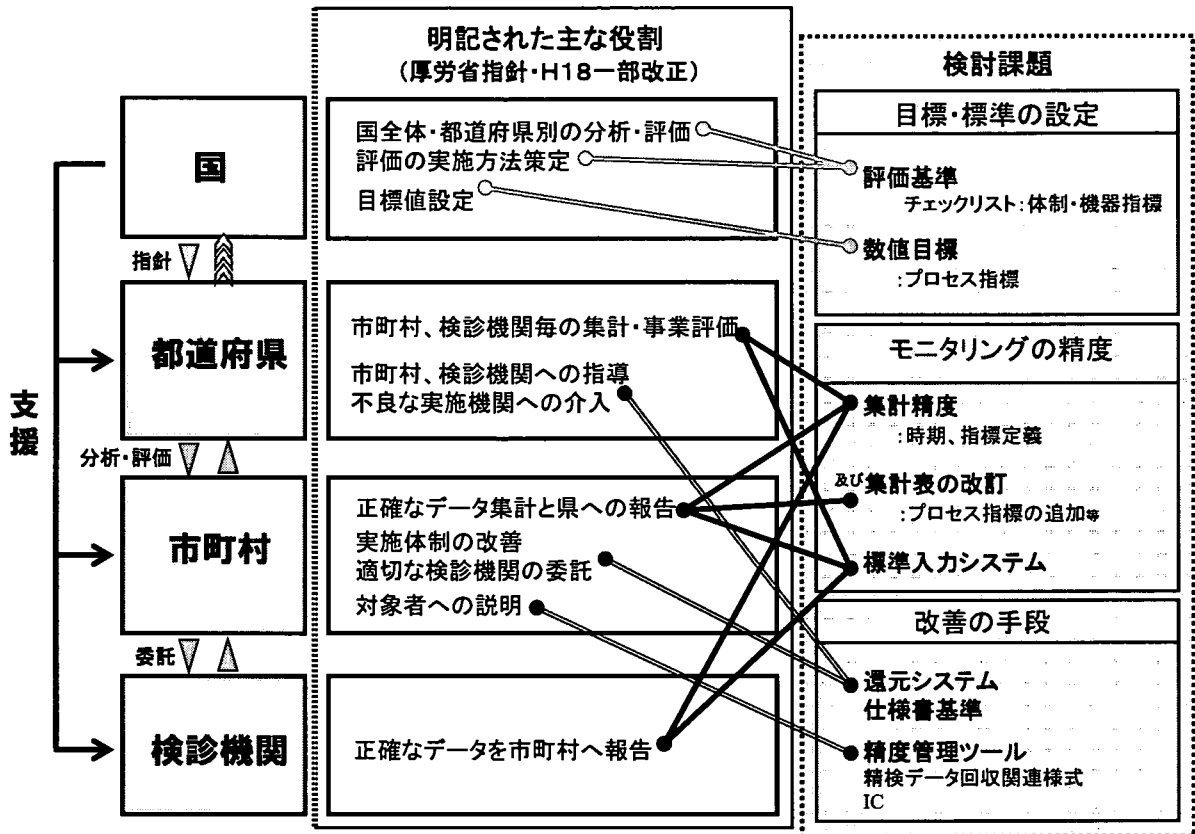 明記された主な役割
(厚労省指針・H18一部改正)
検討課題
支援
国
指針
都道府県
分析・評価
市町村
委託
検診機関
国全体・都道府県別の分析・評価
評価の実施方法策定
目標値設定
市町村、検診機関毎の集計・事業評価
市町村、検診機関への指導
不良な実施機関への介入
正確なデータ集計と県への報告
実施体制の改善
適切な検診機関の委託
対象者への説明
正確なデータを市町村へ報告
目標・標準の設定
評価基準
チェックリスト:体制・機器指標
数値目標
:プロセス指標
モニタリングの精度
集計精度
:時期、指標定義
及び集計表の改訂
:プロセス指標の追加等
標準入力システム
改善の手段
還元システム
仕様書基準
精度管理ツール
精検データ回収関連様式
IC